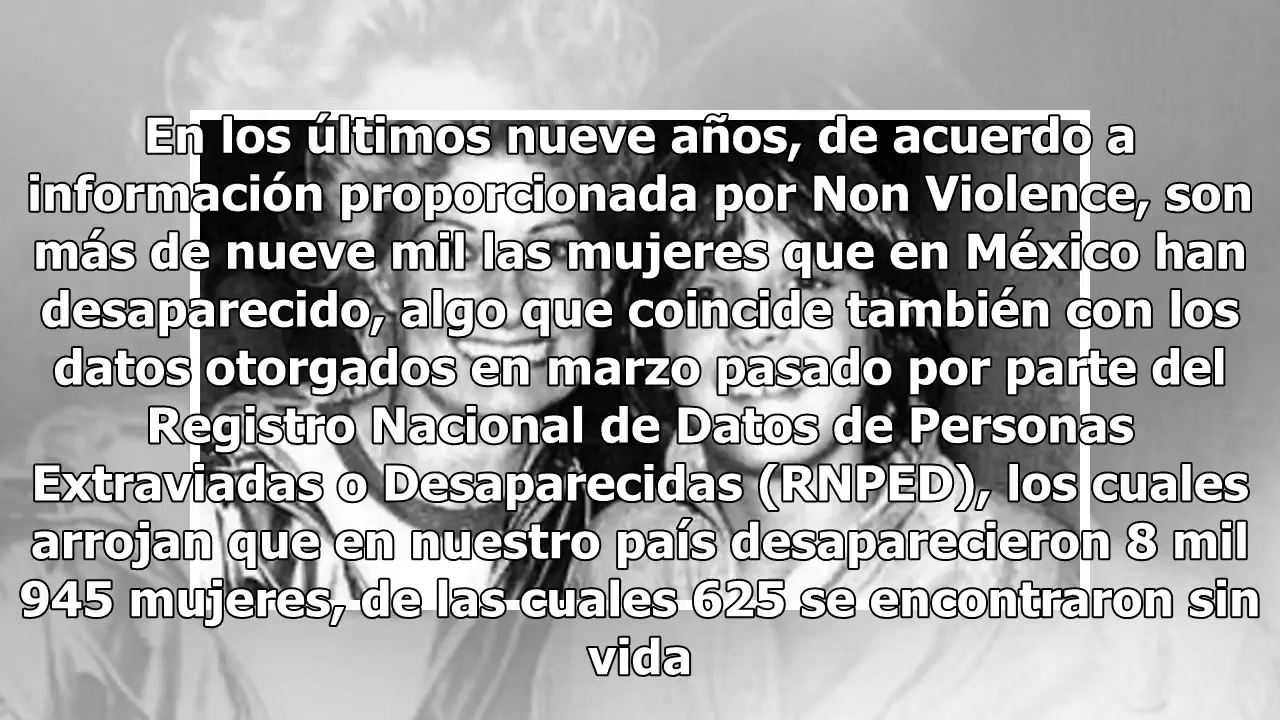 En los últimos nueve años, de acuerdo a
información proporcionada por Non Violence, son
más de nueve mil las mujeres que en México han
desaparecido, algo que coincide también con los
datos otorgados en marzo pasado por parte del
Registro Nacional de Datos de Personas
Extraviadas o Desaparecidas (RNPED), los cuales
arrojan que en nuestro país desaparecieron 8 mil
945 mujeres, de las cuales 625 se encontraron sin
vida